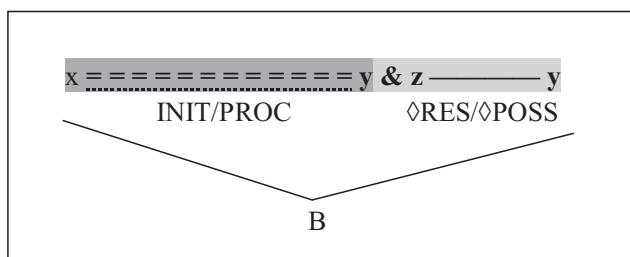 x = = = = = = = = = = = = y & z ———— y
INIT/PROC ◊RES/◊POSS
B